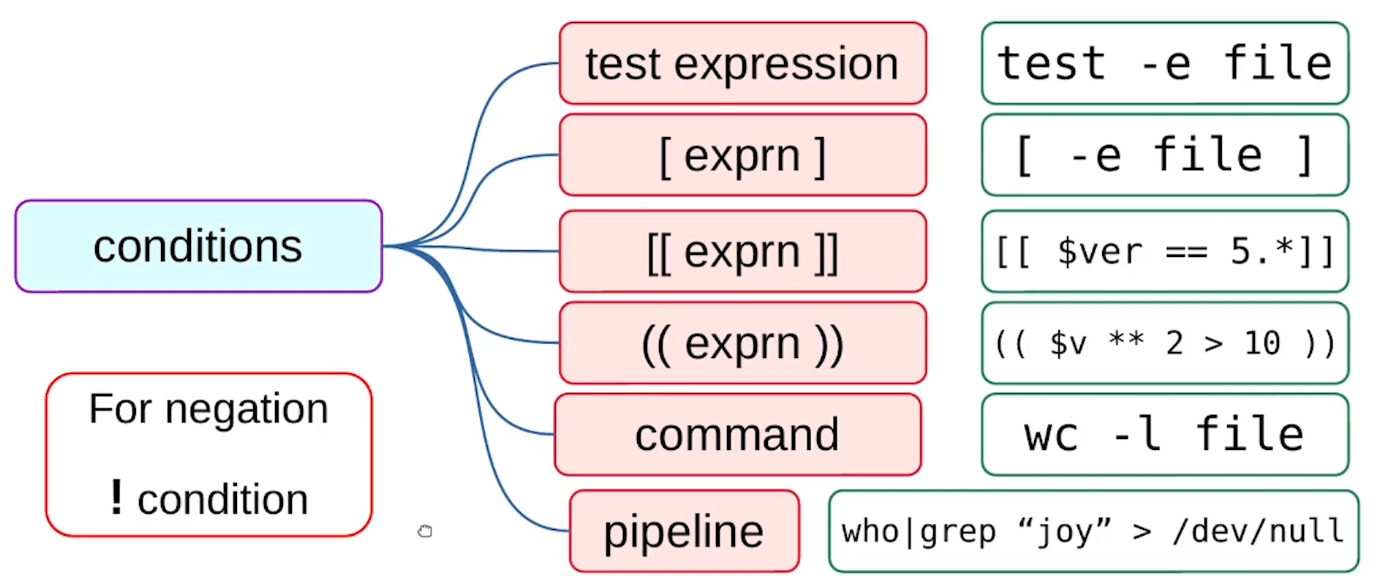 test expression
test -e file
[ exprn ]
[ -e file ]
conditions
[[ exprn ]]
[[ $ver == 5.*]]
(( exprn ))
(( $v ** 2 > 10 ))
For negation
! condition
command
wc -l file
pipeline
who|grep “joy” > /dev/null